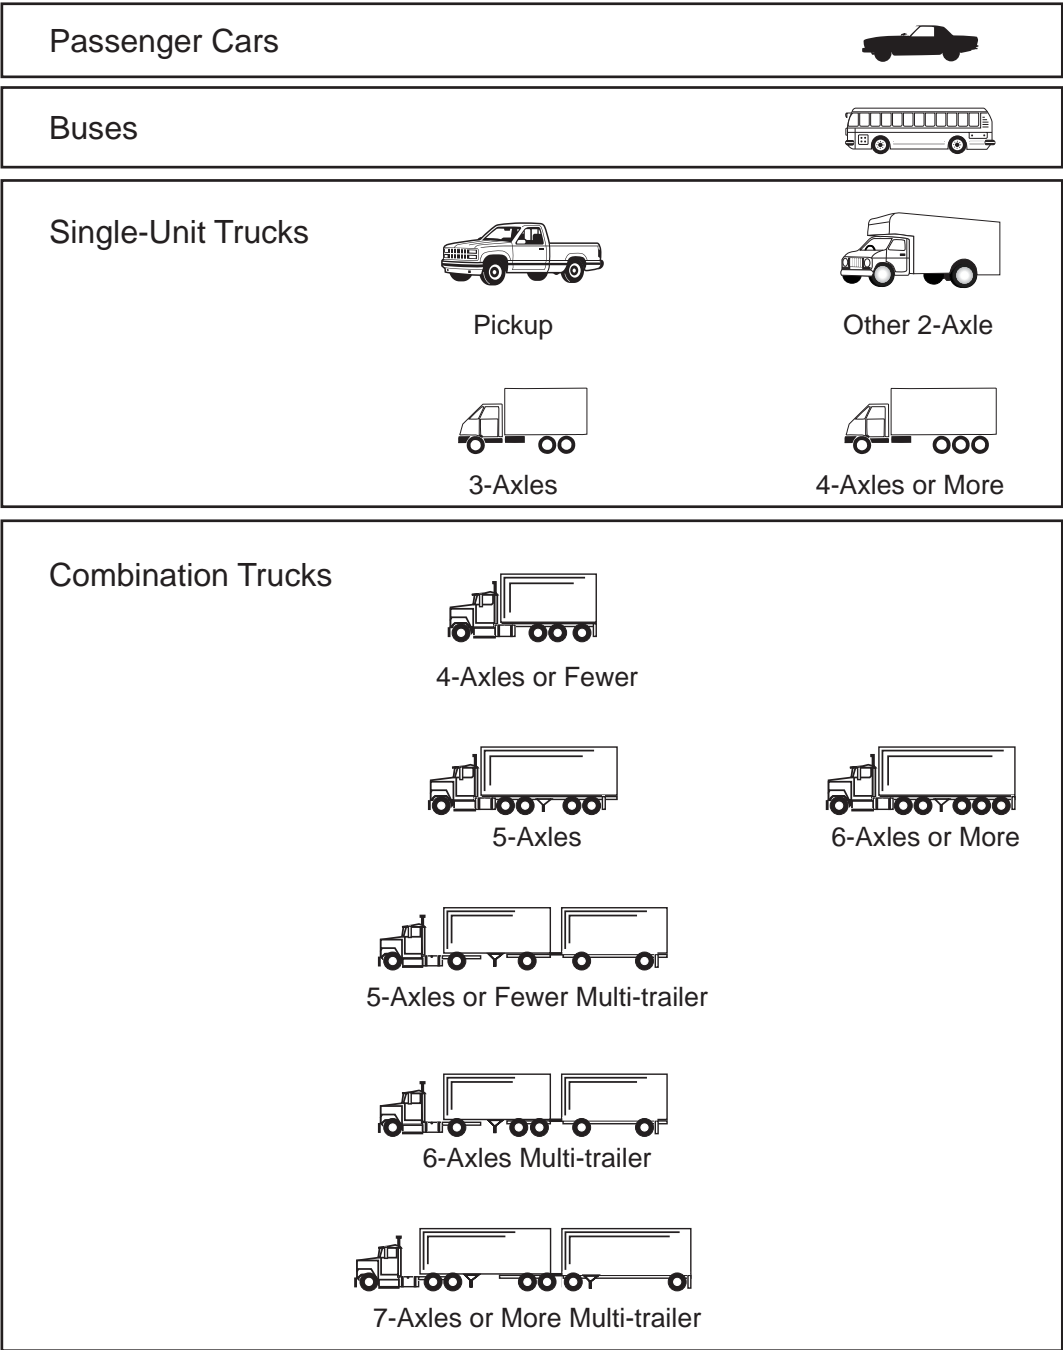 Passenger Cars
Buses
Single-Unit Trucks
Pickup
Other 2-Axle
3-Axles
4-Axles or More
Combination Trucks
4-Axles or Fewer
5-Axles
6-Axles or More
5-Axles or Fewer Multi-trailer
6-Axles Multi-trailer
7-Axles or More Multi-trailer